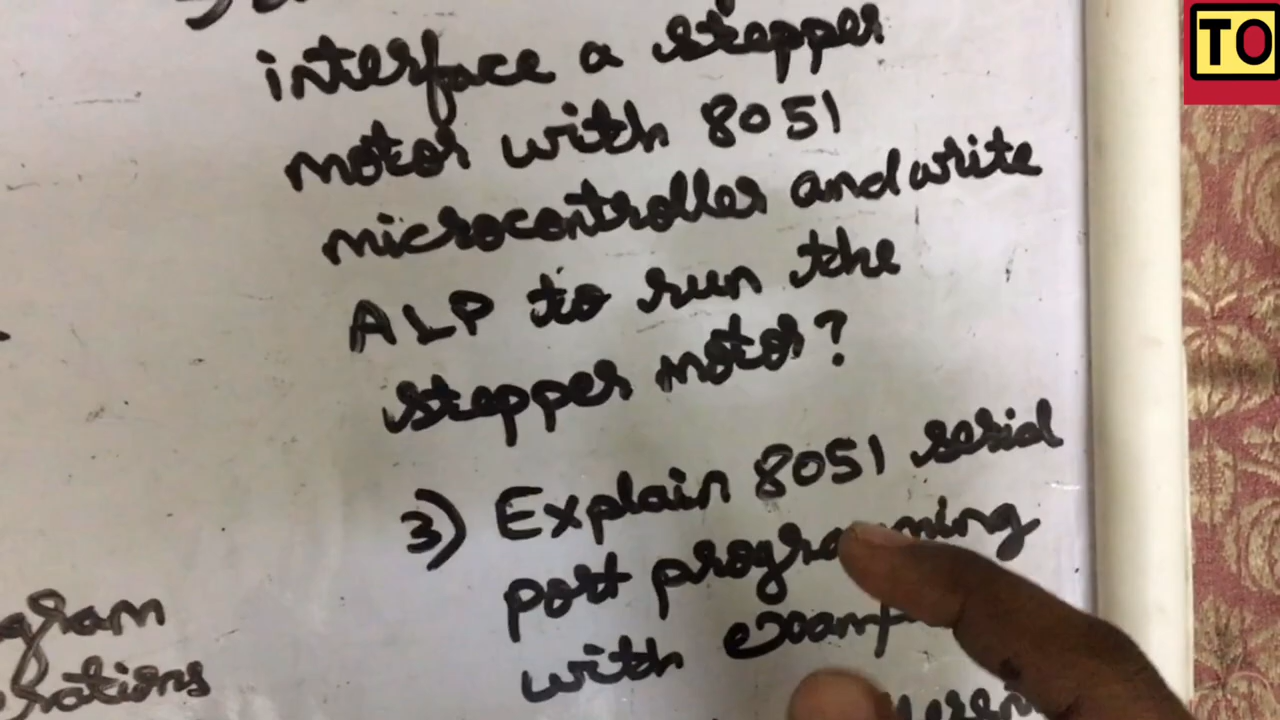 interface a stepper
motor with 8051
microcontroller and write
ALP to run the
stepper motor?
3) Explain 8051 serial
port programming
with
TO